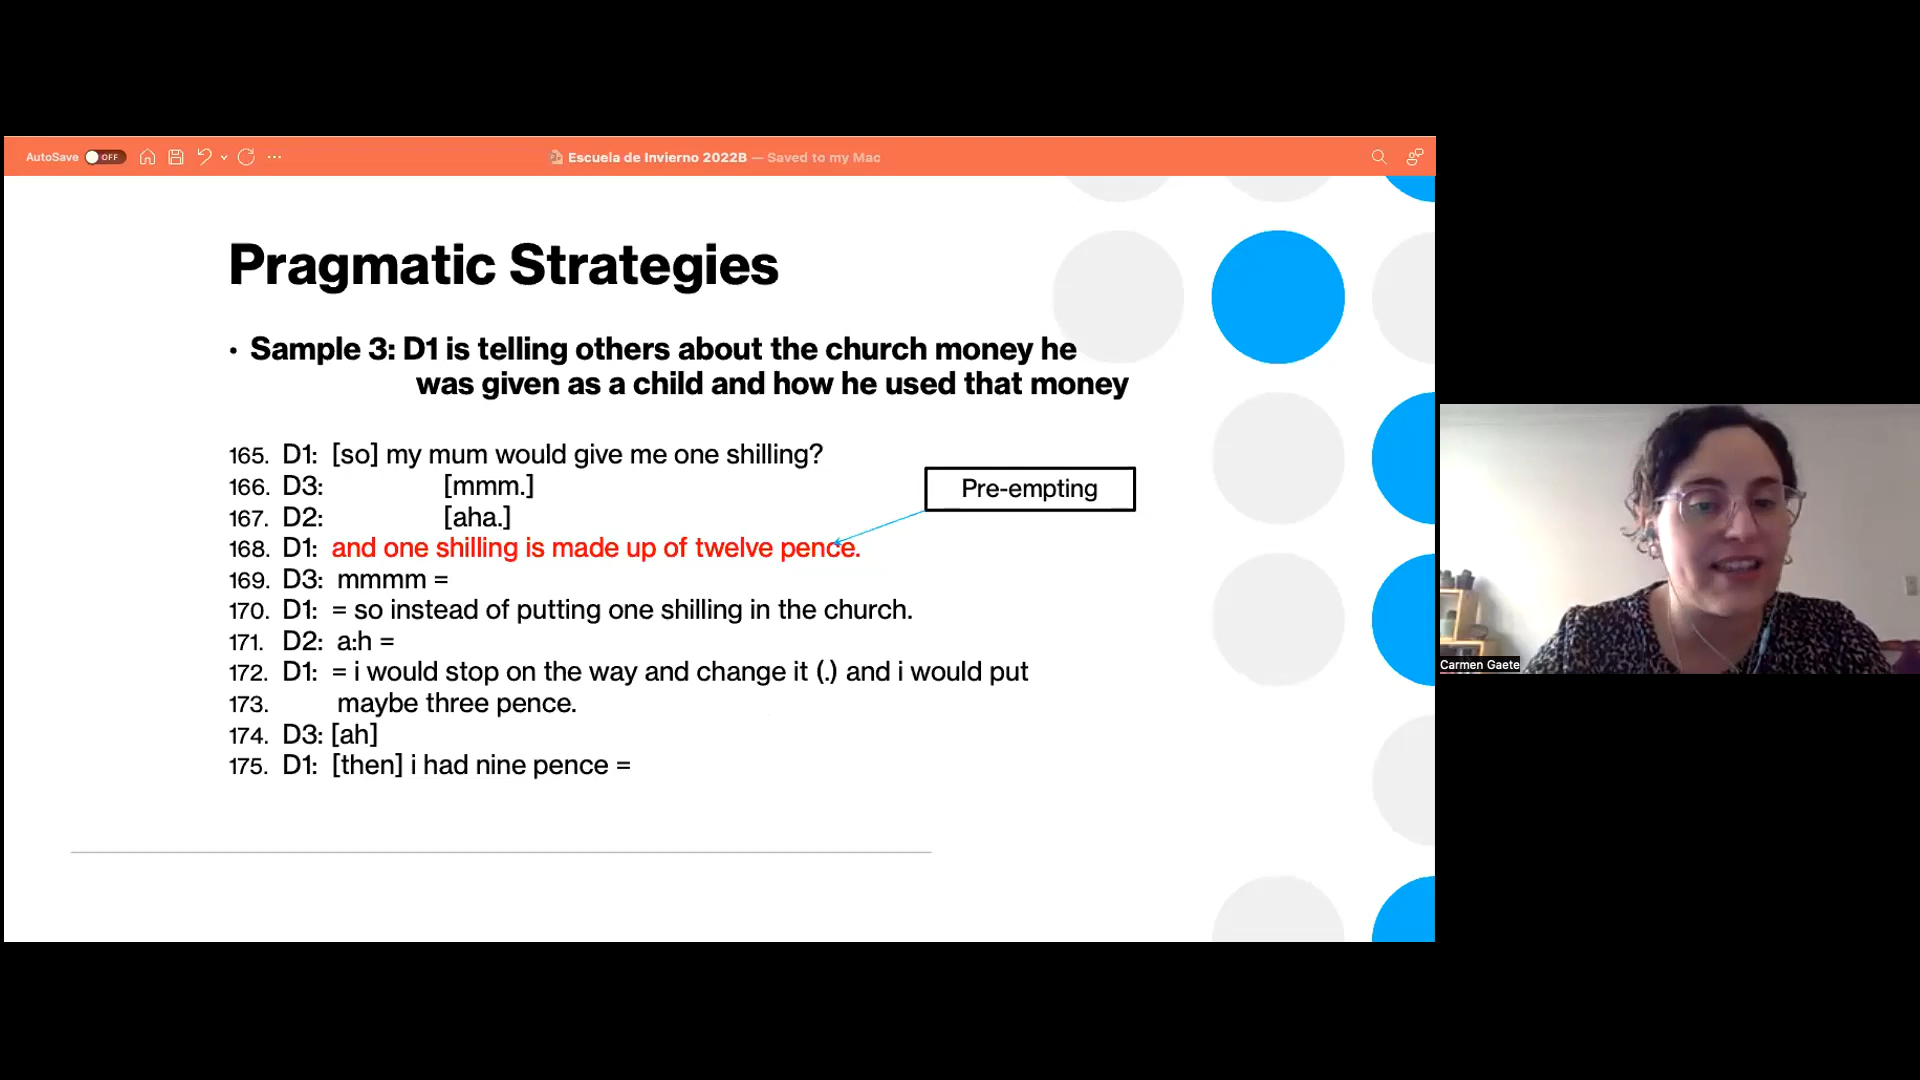 AutoSave OFF
Escuela de Invierno 2022B — Saved to my Mac
Pragmatic Strategies
• Sample 3: D1 is telling others about the church money he
was given as a child and how he used that money
165. D1: [so] my mum would give me one shilling?
166. D3: [mmm.]
167. D2: [aha.]
Pre-empting
168. D1: and one shilling is made up of twelve pence.
169. D3: mmmm =
170. D1: = so instead of putting one shilling in the church.
171. D2: a:h =
172. D1: = i would stop on the way and change it (.) and i would put
173. maybe three pence.
174. D3: [ah]
175. D1: [then] i had nine pence =
Carmen Gaete